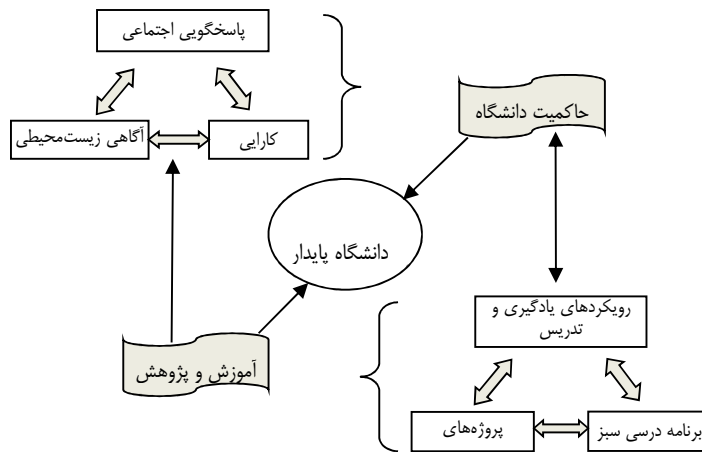 پاسخگویی اجتماعی
آگاهی زیست‌محیطی
کارایی
حاکمیت دانشگاه
دانشگاه پایدار
رویکردهای یادگیری و
تدریس
آموزش و پژوهش
پروژه‌های
برنامه درسی سبز